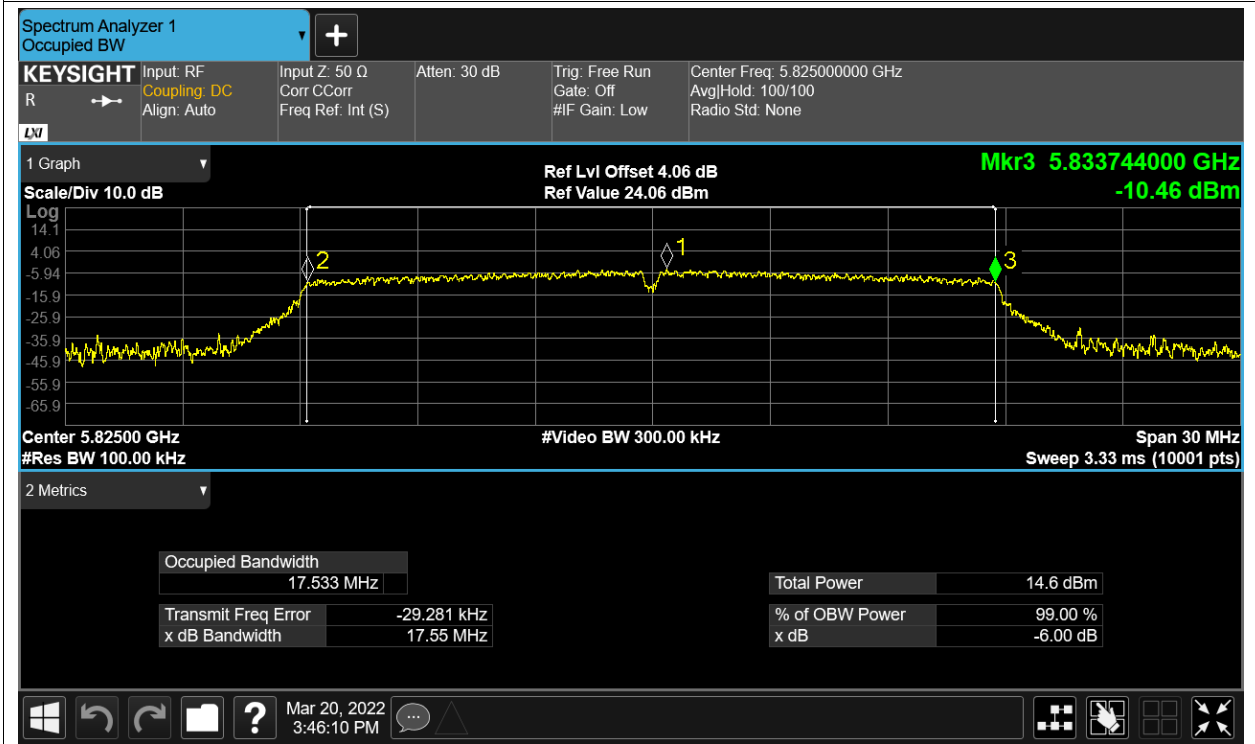 Spectrum Analyzer 1
Occupied BW
KEYSIGHT
R
LXI
Input: RF
Coupling: DC
Align: Auto
Input Z: 50 Ω
Corr CCorr
Freq Ref: Int (S)
Atten: 30 dB
Trig: Free Run
Gate: Off
#IF Gain: Low
Center Freq: 5.825000000 GHz
Avg|Hold: 100/100
Radio Std: None
1 Graph
Scale/Div 10.0 dB
Ref Lvl Offset 4.06 dB
Ref Value 24.06 dBm
Mkr3 5.833744000 GHz
-10.46 dBm
Log
14.1
4.06
-5.94
-15.9
-25.9
-35.9
-45.9
-55.9
-65.9
2
1
3
Center 5.82500 GHz
#Res BW 100.00 kHz
#Video BW 300.00 kHz
Span 30 MHz
Sweep 3.33 ms (10001 pts)
2 Metrics
Occupied Bandwidth
17.533 MHz
Transmit Freq Error -29.281 kHz
x dB Bandwidth 17.55 MHz
Total Power 14.6 dBm
% of OBW Power 99.00 %
x dB -6.00 dB
?
Mar 20, 2022
3:46:10 PM